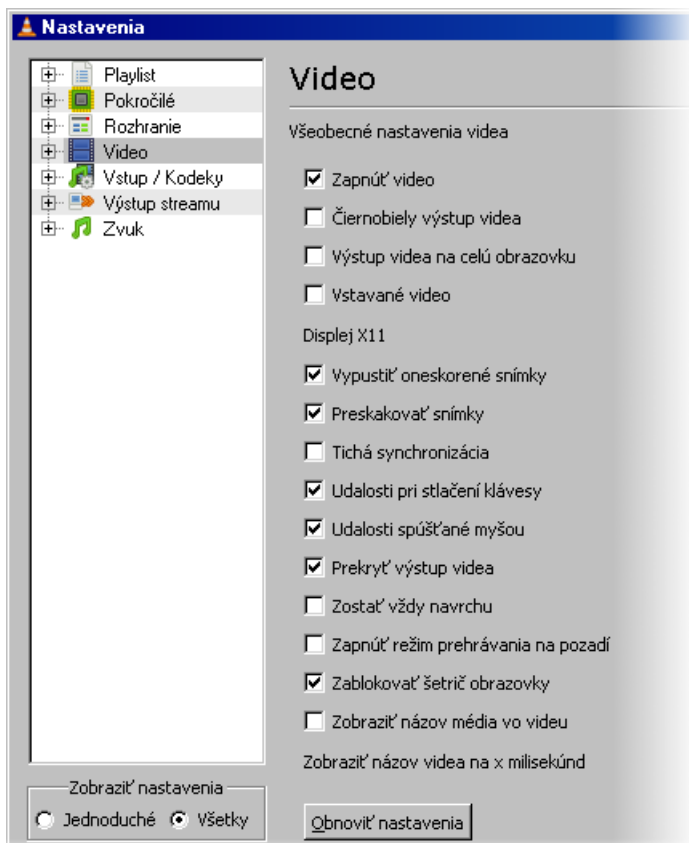 Nastavenia
Playlist
Pokročilé
Rozhranie
Video
Vstup / Kodeky
Výstup streamu
Zvuk
Zobraziť nastavenia
Jednoduché
Všetky
Video
Všeobecné nastavenia videa
Zapnúť video
Čiernobiely výstup videa
Výstup videa na celú obrazovku
Vstavané video
Displej X11
Vypustiť oneskorené snímky
Preskakovať snímky
Tichá synchronizácia
Udalosti pri stlačení klávesy
Udalosti spúšťané myšou
Prekryť výstup videa
Zostať vždy navrchu
Zapnúť režim prehrávania na pozadí
Zablokovať šetrič obrazovky
Zobraziť názov média vo videu
Zobraziť názov videa na x milisekúnd
Obnoviť nastavenia